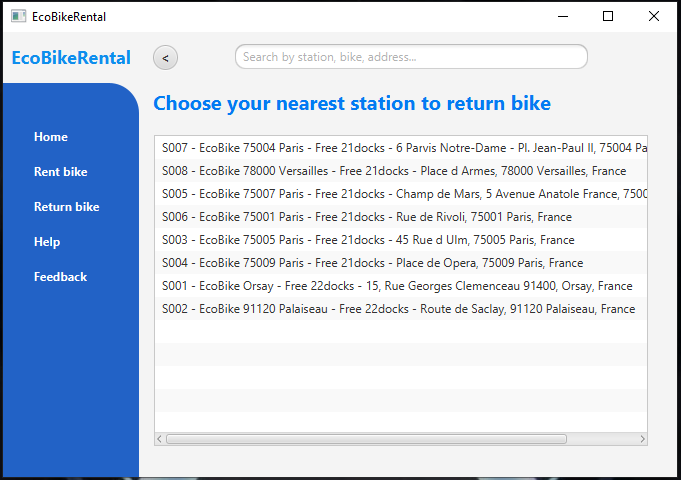 EcoBikeRental
EcoBikeRental
<
Search by station, bike, address...
Home
Rent bike
Return bike
Help
Feedback
Choose your nearest station to return bike
S007 - EcoBike 75004 Paris - Free 21docks - 6 Parvis Notre-Dame - Pl. Jean-Paul II, 75004 Pa
S008 - EcoBike 78000 Versailles - Free 21docks - Place d Armes, 78000 Versailles, France
S005 - EcoBike 75007 Paris - Free 21docks - Champ de Mars, 5 Avenue Anatole France, 7500
S006 - EcoBike 75001 Paris - Free 21docks - Rue de Rivoli, 75001 Paris, France
S003 - EcoBike 75005 Paris - Free 21docks - 45 Rue d Ulm, 75005 Paris, France
S004 - EcoBike 75009 Paris - Free 21docks - Place de Opera, 75009 Paris, France
S001 - EcoBike Orsay - Free 22docks - 15, Rue Georges Clemenceau 91400, Orsay, France
S002 - EcoBike 91120 Palaiseau - Free 22docks - Route de Saclay, 91120 Palaiseau, France